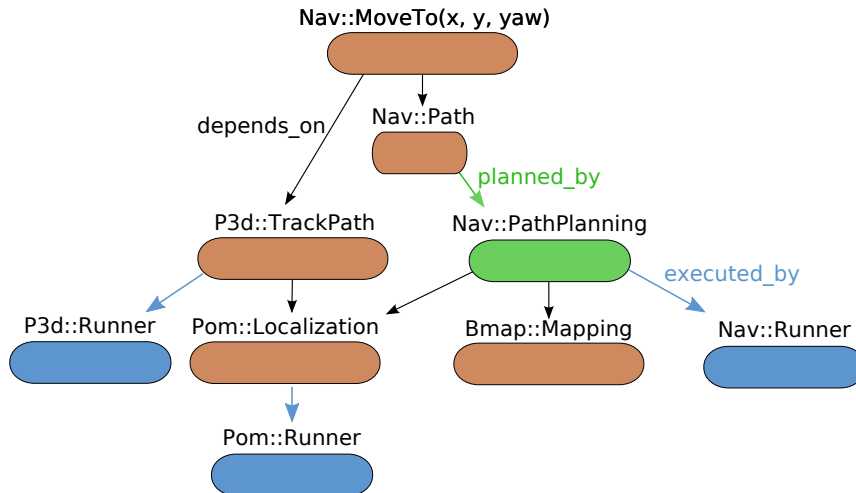 Nav::MoveTo(x, y, yaw)
Nav::Path
depends_on
planned_by
P3d::TrackPath
Nav::PathPlanning
executed_by
P3d::Runner
Pom::Localization
Bmap::Mapping
Nav::Runner
Pom::Runner